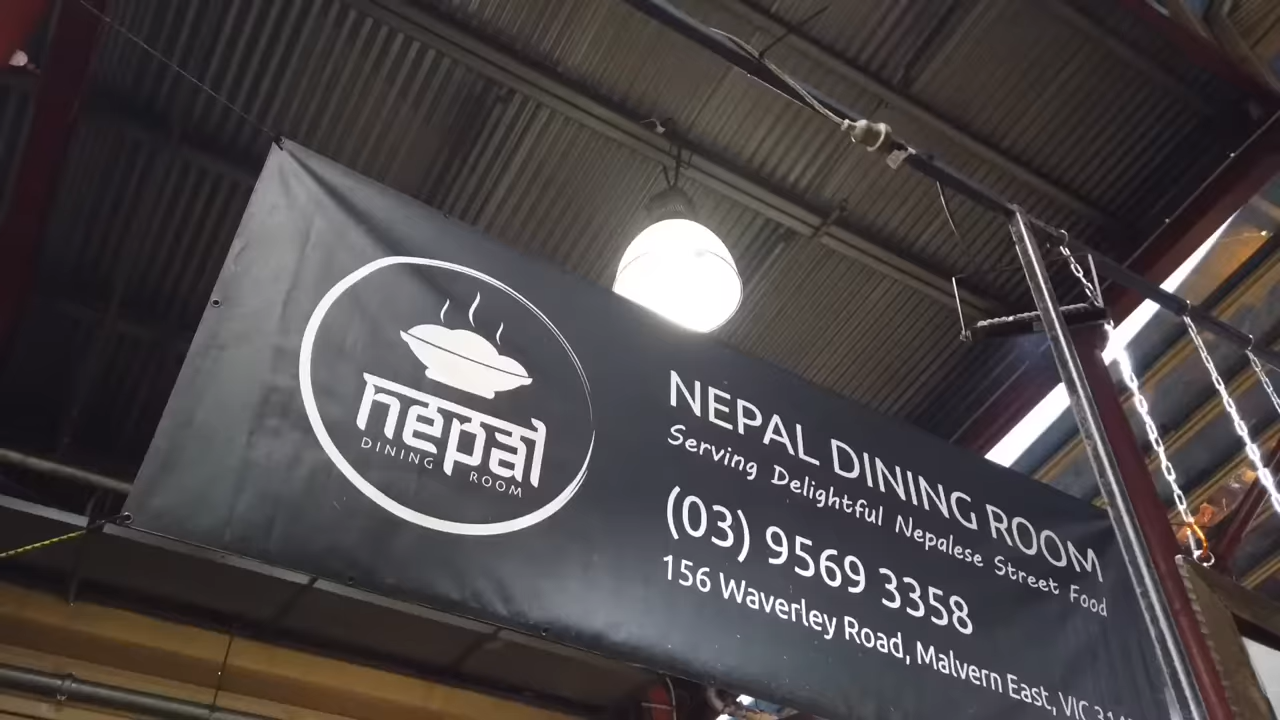 nepal
DINING ROOM
NEPAL DINING ROOM
Serving Delightful Nepalese Street Food
(03) 9569 3358
156 Waverley Road, Malvern East, VIC